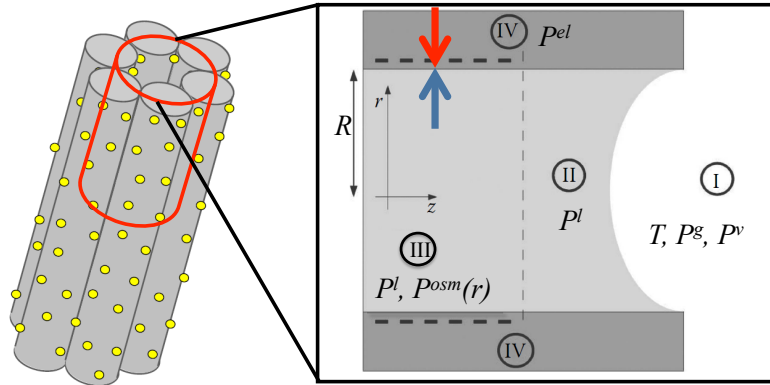 IV
P^el
R
r
z
II
P^l
I
T, P^g, P^v
III
P^l, P^osm(r)
IV